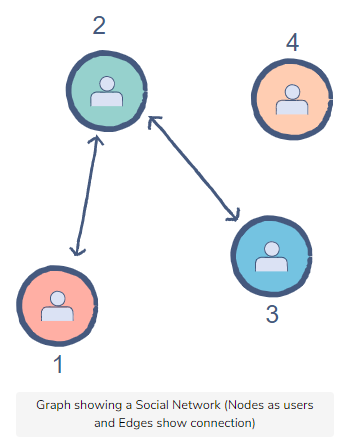 2
4
3
1
Graph showing a Social Network (Nodes as users
and Edges show connection)